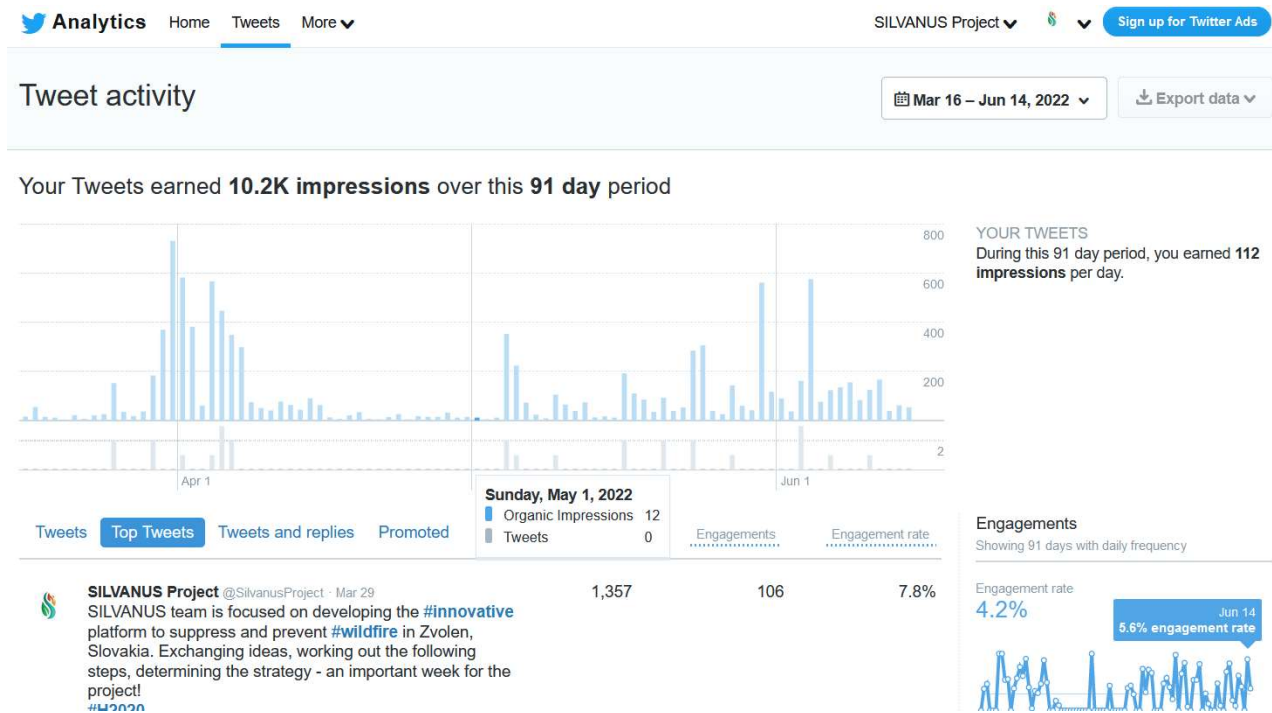 Analytics Home Tweets More SILVANUS Project Sign up for Twitter Ads
Tweet activity
Mar 16 – Jun 14, 2022 Export data
Your Tweets earned 10.2K impressions over this 91 day period
800
600
400
200
2
Apr 1
Jun 1
YOUR TWEETS
During this 91 day period, you earned 112
impressions per day.
Sunday, May 1, 2022
Organic Impressions 12
Tweets 0
Tweets Top Tweets Tweets and replies Promoted
Engagements Engagement rate
SILVANUS Project @SilvanusProject · Mar 29
1,357 106 7.8%
SILVANUS team is focused on developing the #innovative
platform to suppress and prevent #wildfire in Zvolen,
Slovakia. Exchanging ideas, working out the following
steps, determining the strategy - an important week for the
project!
#H2020
Engagements
Showing 91 days with daily frequency
Engagement rate
4.2%
Jun 14
5.6% engagement rate